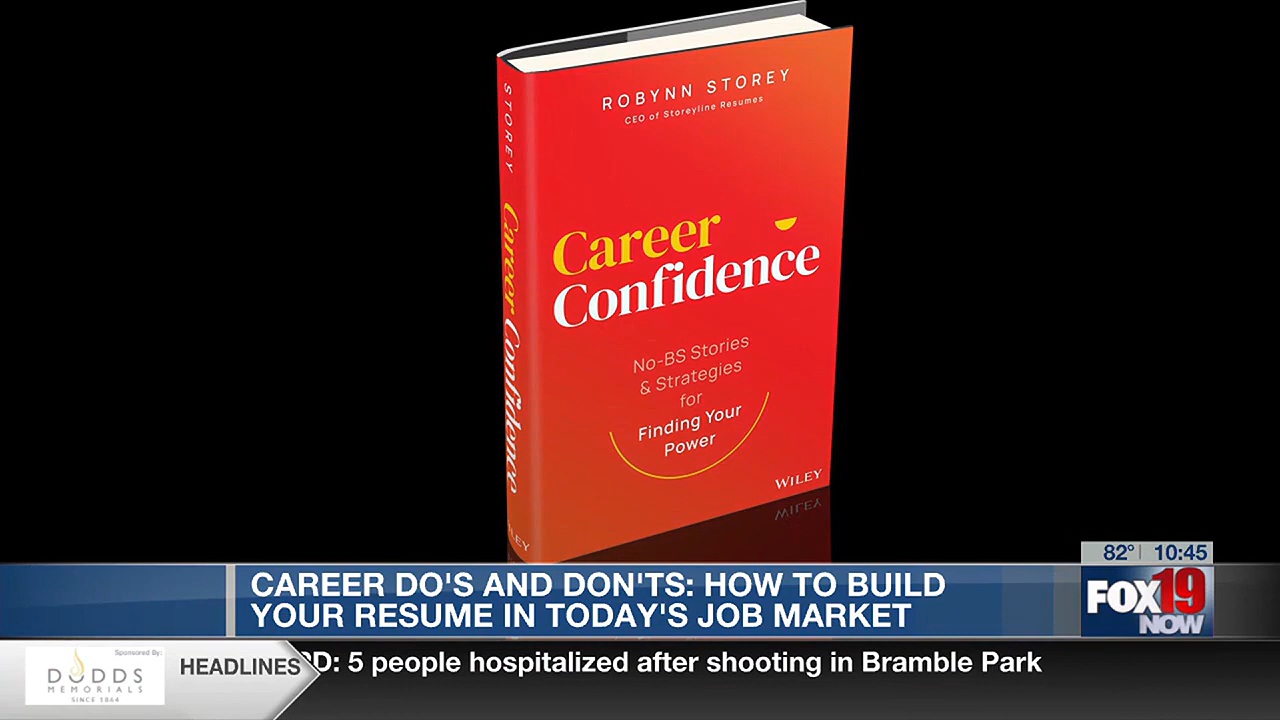 ROBYNN STOREY
CEO of Storeyline Resumes
STOREY Career Confidence
Career
Confidence
No-BS Stories
& Strategies
for
Finding Your
Power
WILEY
WILEY
82° 10:45
CAREER DO'S AND DON'TS: HOW TO BUILD
YOUR RESUME IN TODAY'S JOB MARKET
FOX19
NOW
Sponsored By:
DODDS
MEMORIALS
SINCE 1864
HEADLINES
PD: 5 people hospitalized after shooting in Bramble Park